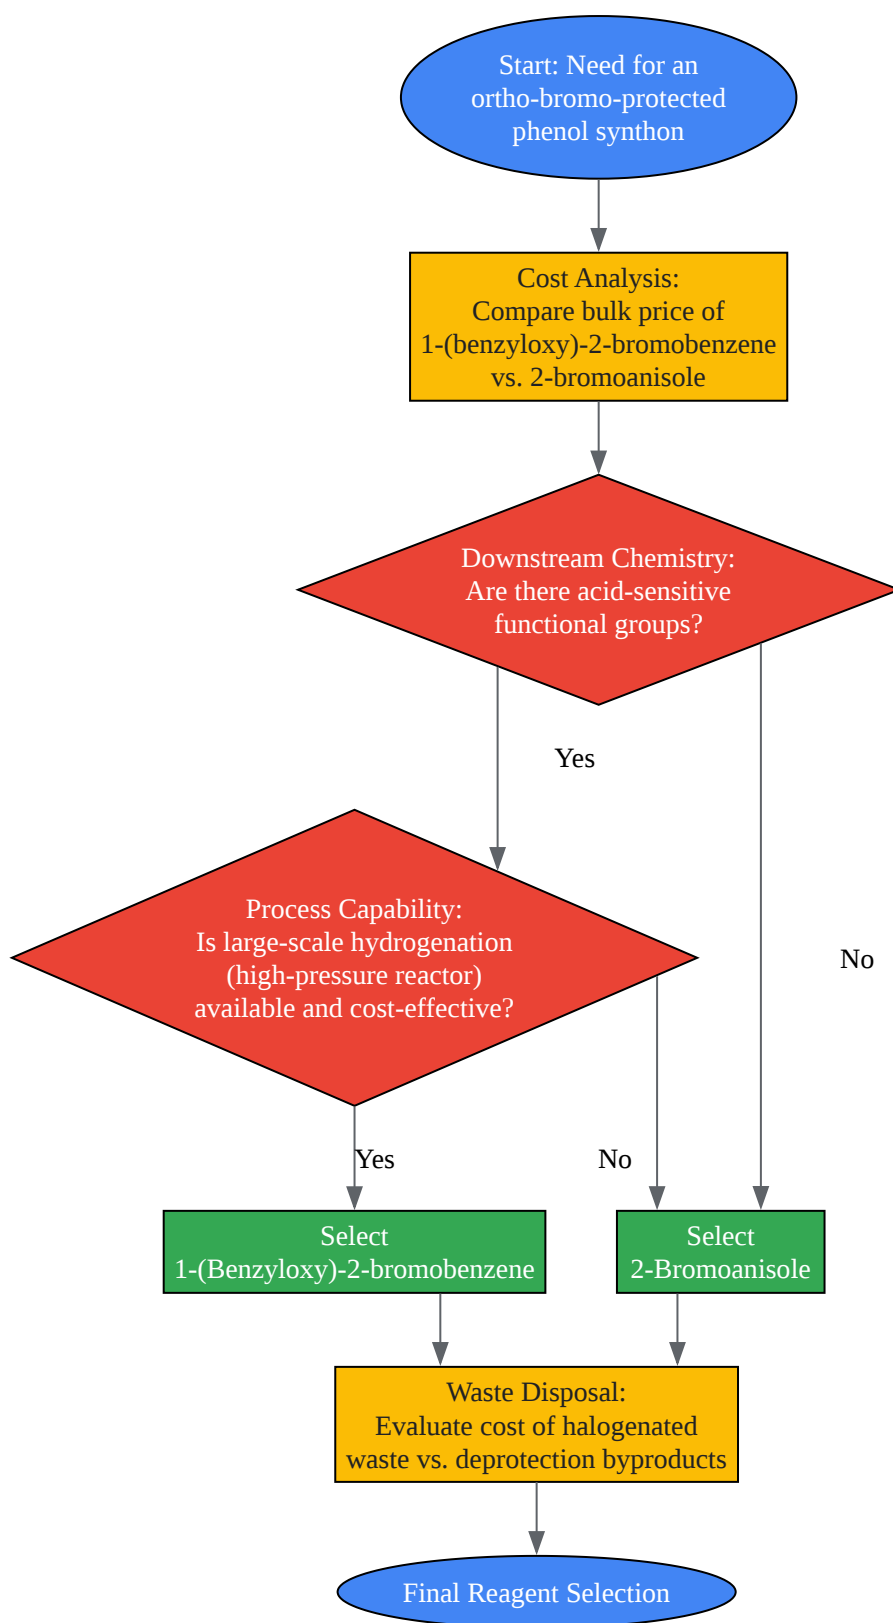 Start: Need for an
ortho-bromo-protected
phenol synthon
Cost Analysis:
Compare bulk price of
1-(benzyloxy)-2-bromobenzene
vs. 2-bromoanisole
Downstream Chemistry:
Are there acid-sensitive
functional groups?
Yes
Process Capability:
Is large-scale hydrogenation
(high-pressure reactor)
available and cost-effective?
No
Yes
No
Select
1-(Benzyloxy)-2-bromobenzene
Select
2-Bromoanisole
Waste Disposal:
Evaluate cost of halogenated
waste vs. deprotection byproducts
Final Reagent Selection